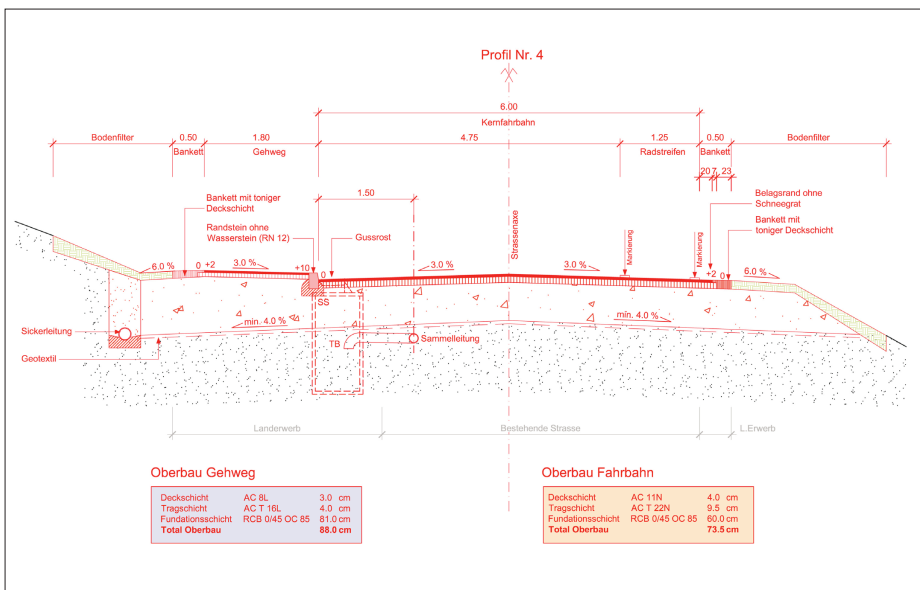 Profil Nr. 4
6.00
Kernfahrbahn
Bodenfilter
0.50
1.80
4.75
1.25
0.50
Bodenfilter
Bankett
Gehweg
Radstreifen
Bankett
20
7
23
Bankett mit toniger
Deckschicht
1.50
Belagsrand ohne
Schneegrat
Randstein ohne
Wasserstein (RN 12)
Gussrost
Strassenaxe
Markierung
Markierung
Bankett mit
toniger Deckschicht
6.0 %
0
+2
3.0 %
+10
0
3.0 %
3.0 %
+2
0
6.0 %
SS
min. 4.0 %
min. 4.0 %
Sickerleitung
TB
Sammelleitung
Geotextil
Landerwerb
Bestehende Strasse
L.Erwerb
Oberbau Gehweg
Deckschicht AC 8L 3.0 cm
Tragschicht AC T 16L 4.0 cm
Fundationsschicht RCB 0/45 OC 85 81.0 cm
Total Oberbau 88.0 cm
Oberbau Fahrbahn
Deckschicht AC 11N 4.0 cm
Tragschicht AC T 22N 9.5 cm
Fundationsschicht RCB 0/45 OC 85 60.0 cm
Total Oberbau 73.5 cm